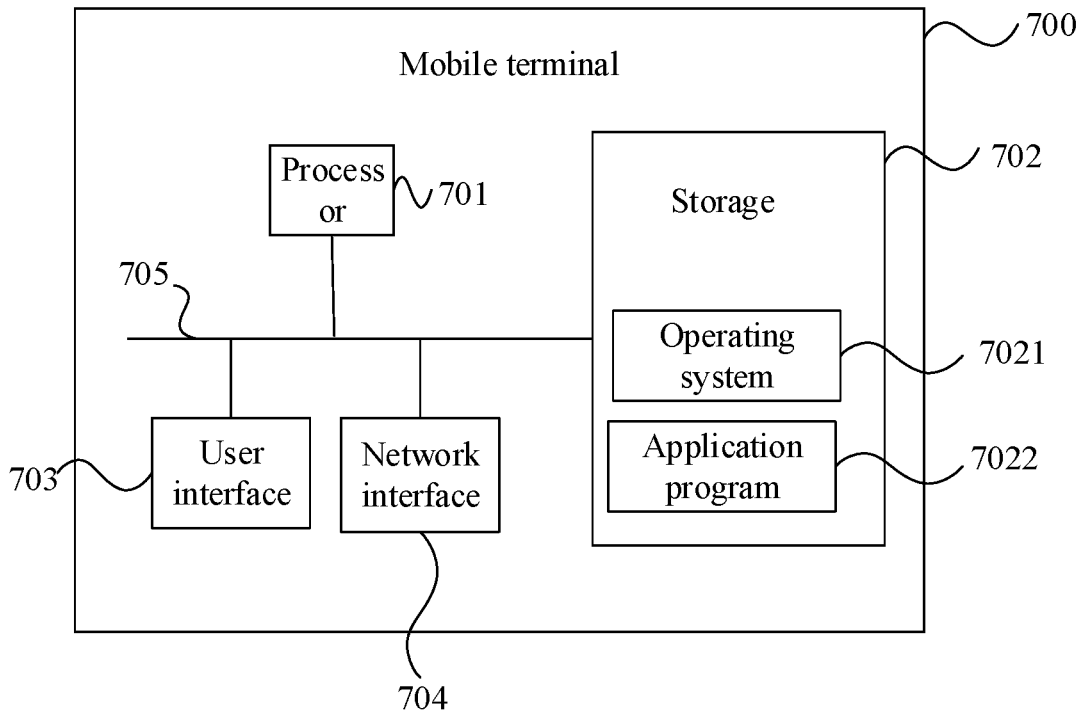 700
Mobile terminal
Process
or
701
702
Storage
705
Operating
system
7021
User
interface
703
Network
interface
704
Application
program
7022